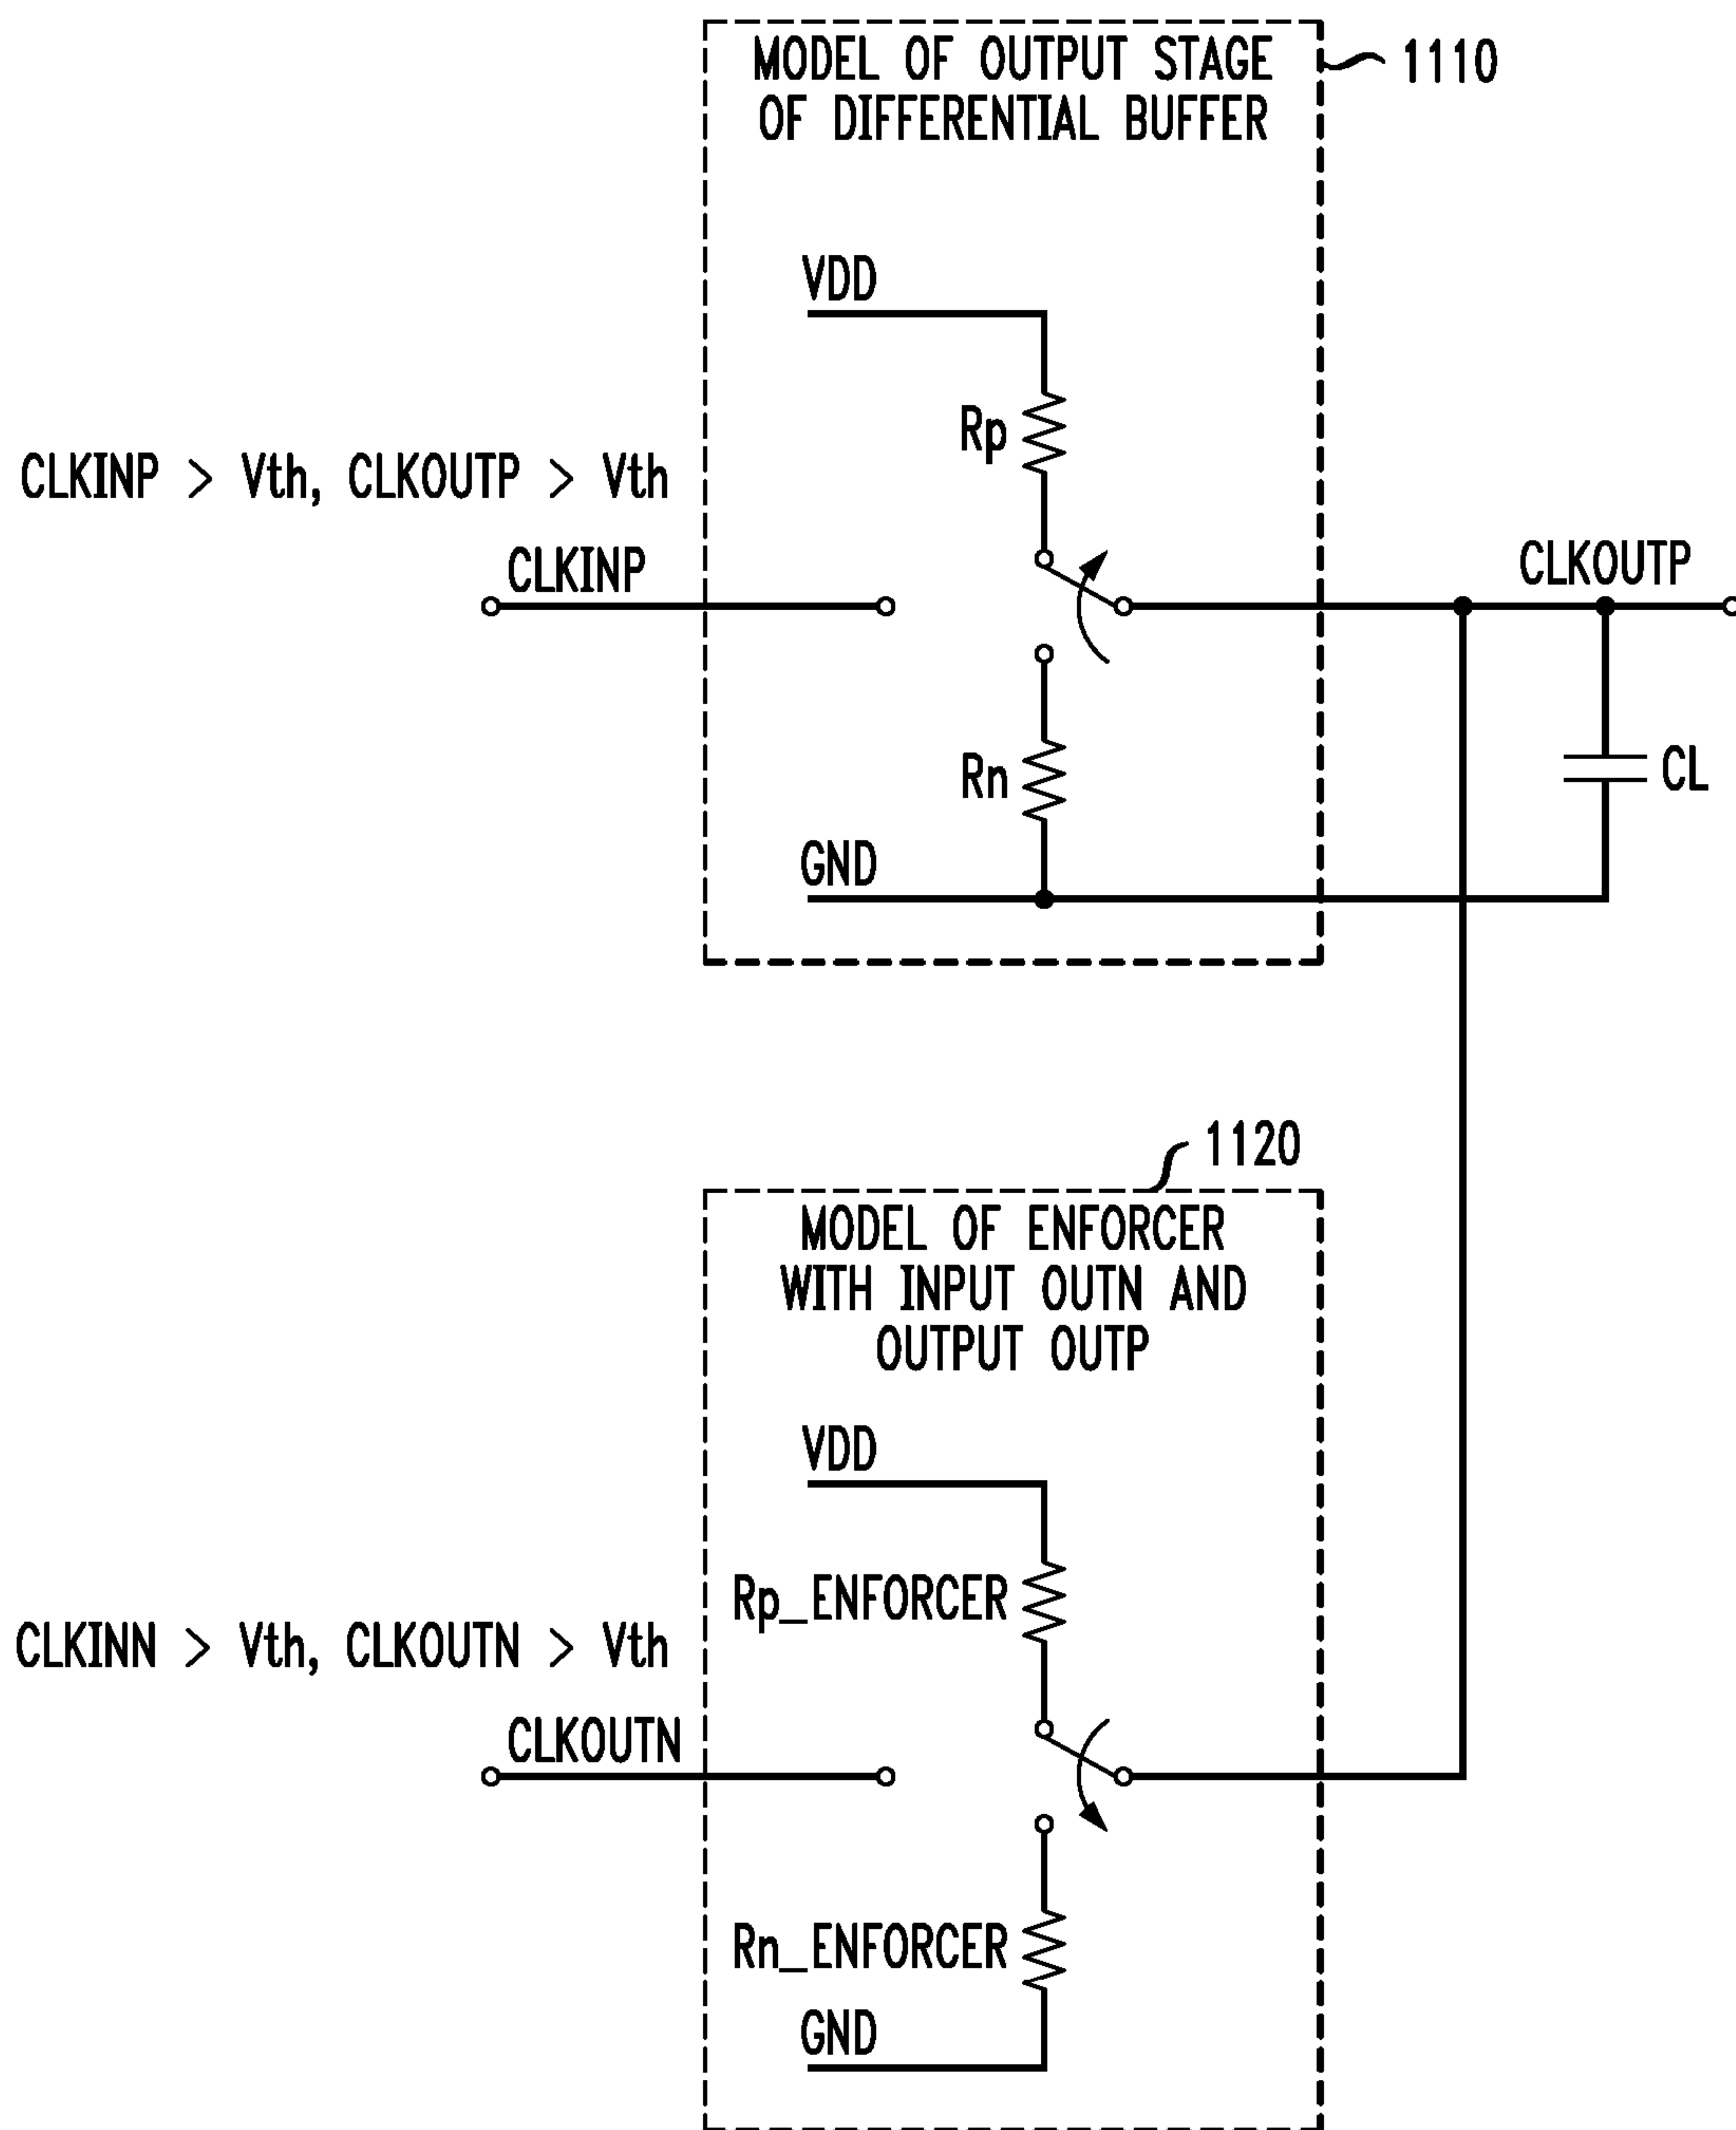 MODEL OF OUTPUT STAGE
OF DIFFERENTIAL BUFFER
1110
VDD
Rp
CLKINP > Vth, CLKOUTP > Vth
CLKINP
CLKOUTP
Rn
CL
GND
1120
MODEL OF ENFORCER
WITH INPUT OUTN AND
OUTPUT OUTP
VDD
Rp_ENFORCER
CLKINN > Vth, CLKOUTN > Vth
CLKOUTN
Rn_ENFORCER
GND